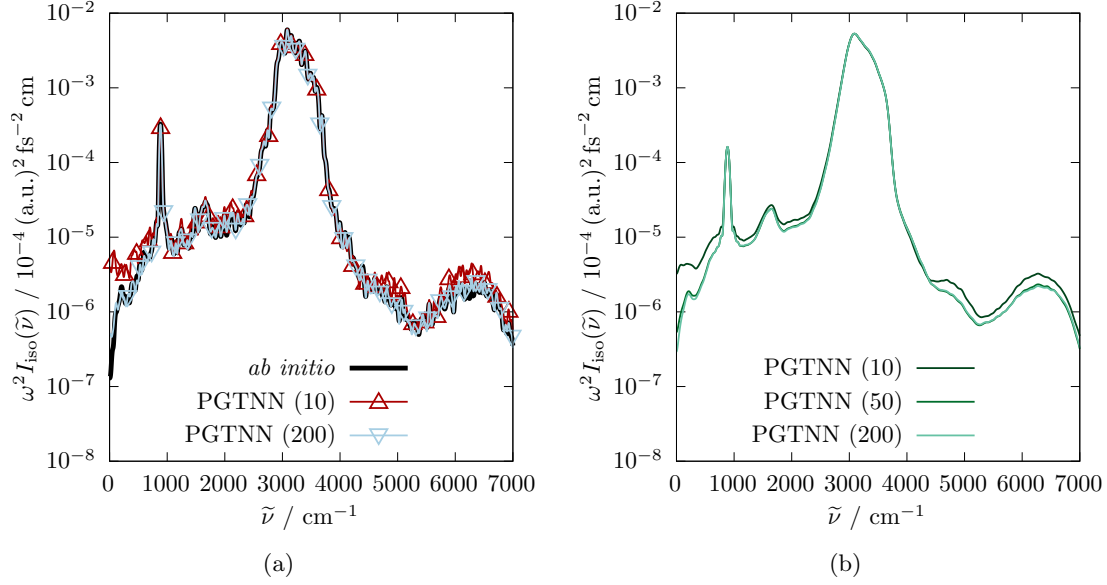 10⁻²
10⁻³
10⁻⁴
10⁻⁵
10⁻⁶
10⁻⁷
10⁻⁸
ω² I_iso(ν̃) / 10⁻⁴ (a.u.)² fs⁻² cm
ab initio
PGTNN (10)
PGTNN (200)
0 1000 2000 3000 4000 5000 6000 7000
ν̃ / cm⁻¹
(a)
10⁻²
10⁻³
10⁻⁴
10⁻⁵
10⁻⁶
10⁻⁷
10⁻⁸
ω² I_iso(ν̃) / 10⁻⁴ (a.u.)² fs⁻² cm
PGTNN (10)
PGTNN (50)
PGTNN (200)
0 1000 2000 3000 4000 5000 6000 7000
ν̃ / cm⁻¹
(b)